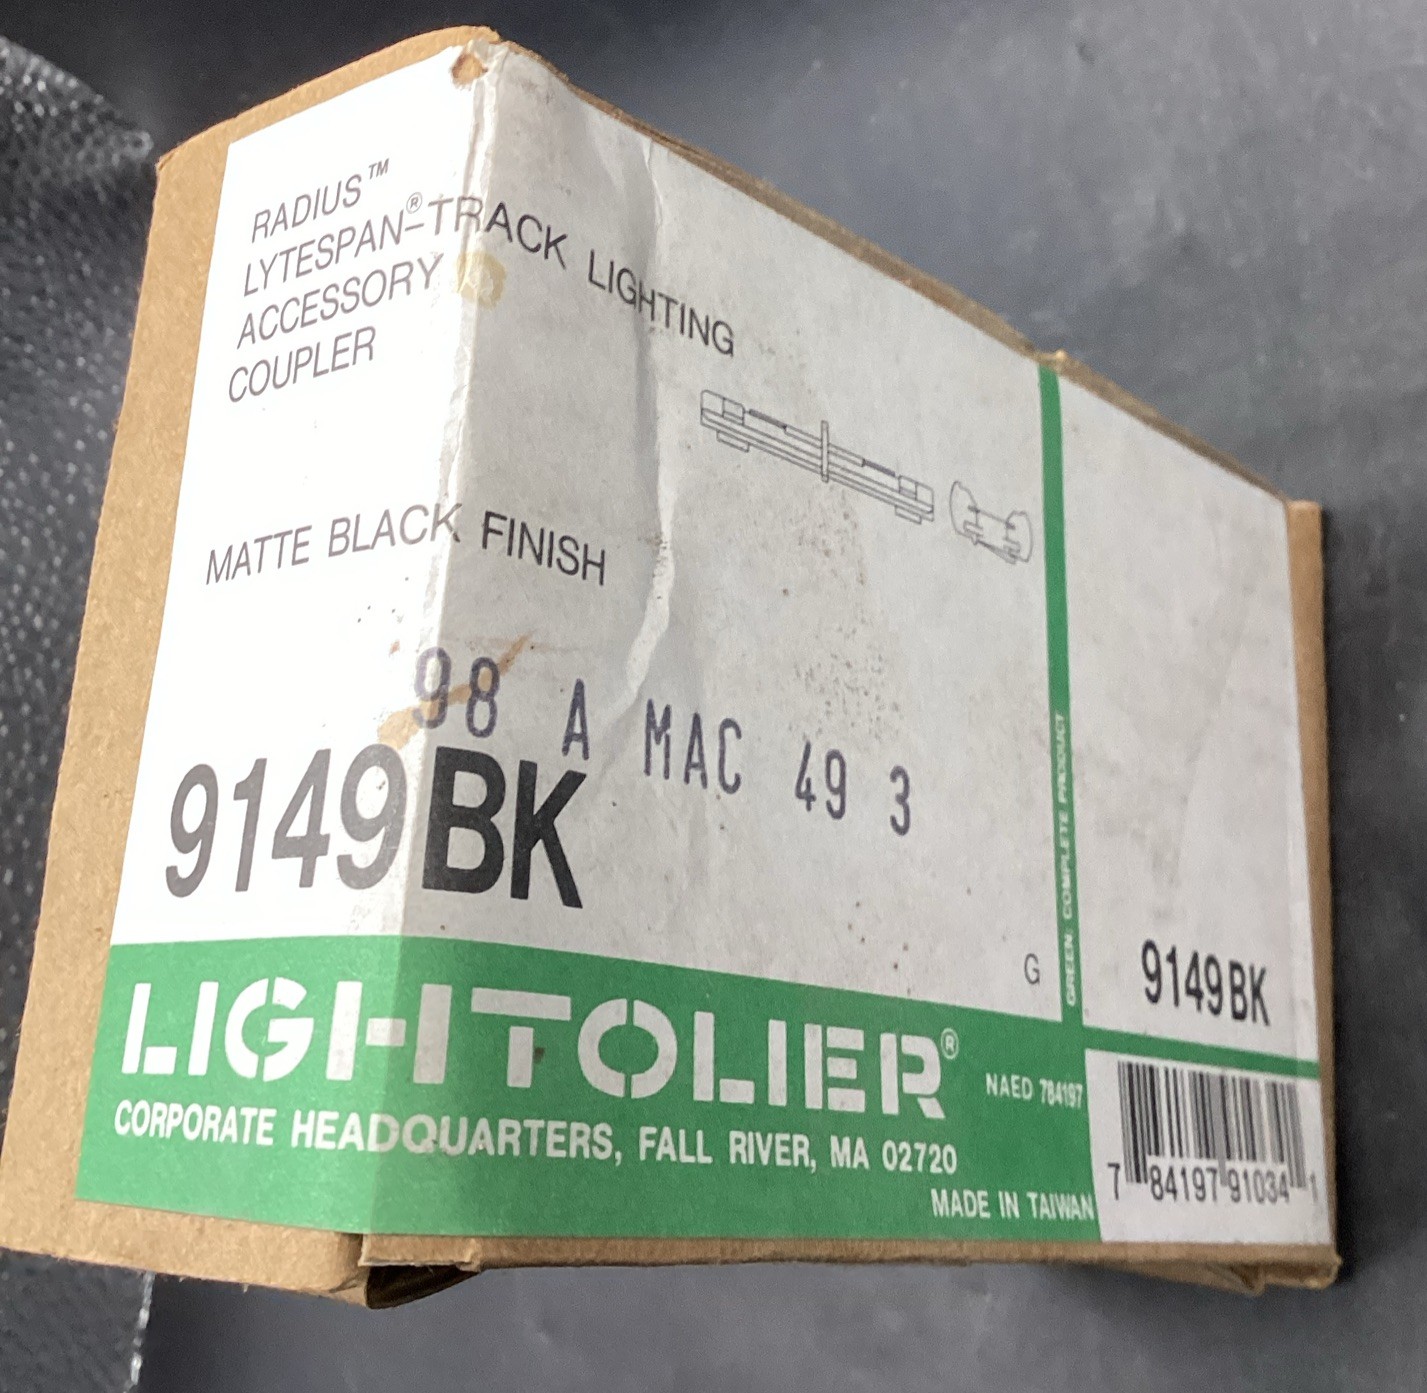 RADIUS™
LYTESPAN®-TRACK LIGHTING
ACCESSORY
COUPLER
MATTE BLACK FINISH
98 A MAC 49 3
9149BK
G
GREEN: COMPLETE PRODUCT
9149BK
LIGHTOLIER®
NAED 784197
CORPORATE HEADQUARTERS, FALL RIVER, MA 02720
MADE IN TAIWAN
7 84197 91034 1